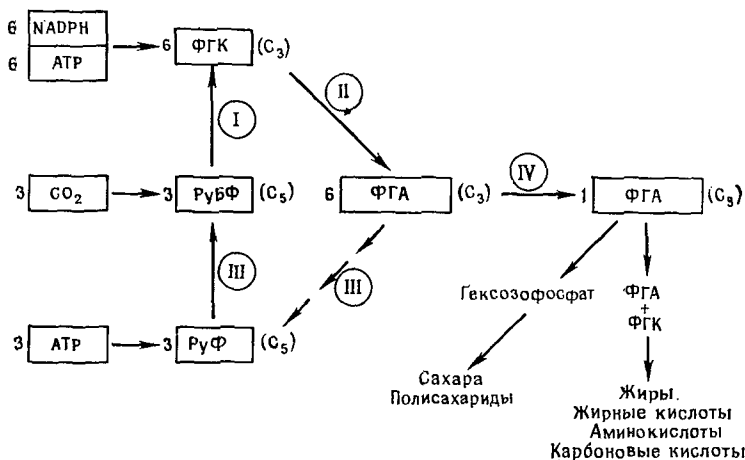 6 NADPH
6 ATP
6 ФГК (C3)
I
II
3 CO2
3 РуБФ (C5)
6 ФГА (C3)
IV
1 ФГА (C3)
III
III
3 ATP
3 РуФ (C5)
Гексозофосфат
ФГА
+
ФГК
Сахара
Полисахариды
Жиры.
Жирные кислоты
Аминокислоты
Карбоновые кислоты